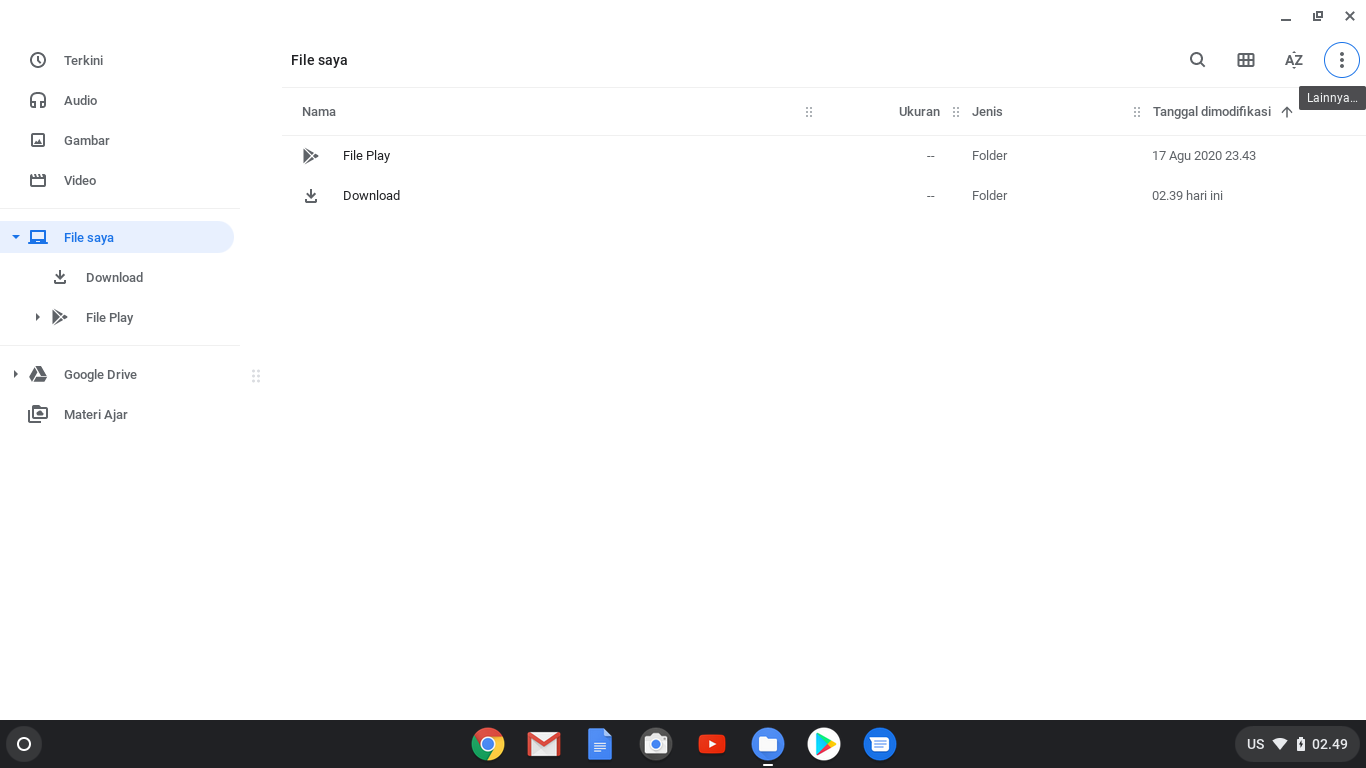 Terkini
Audio
Gambar
Video
File saya
Download
File Play
Google Drive
Materi Ajar
File saya
AZ
Lainnya…
Nama Ukuran Jenis Tanggal dimodifikasi
File Play -- Folder 17 Agu 2020 23.43
Download -- Folder 02.39 hari ini
US 02.49